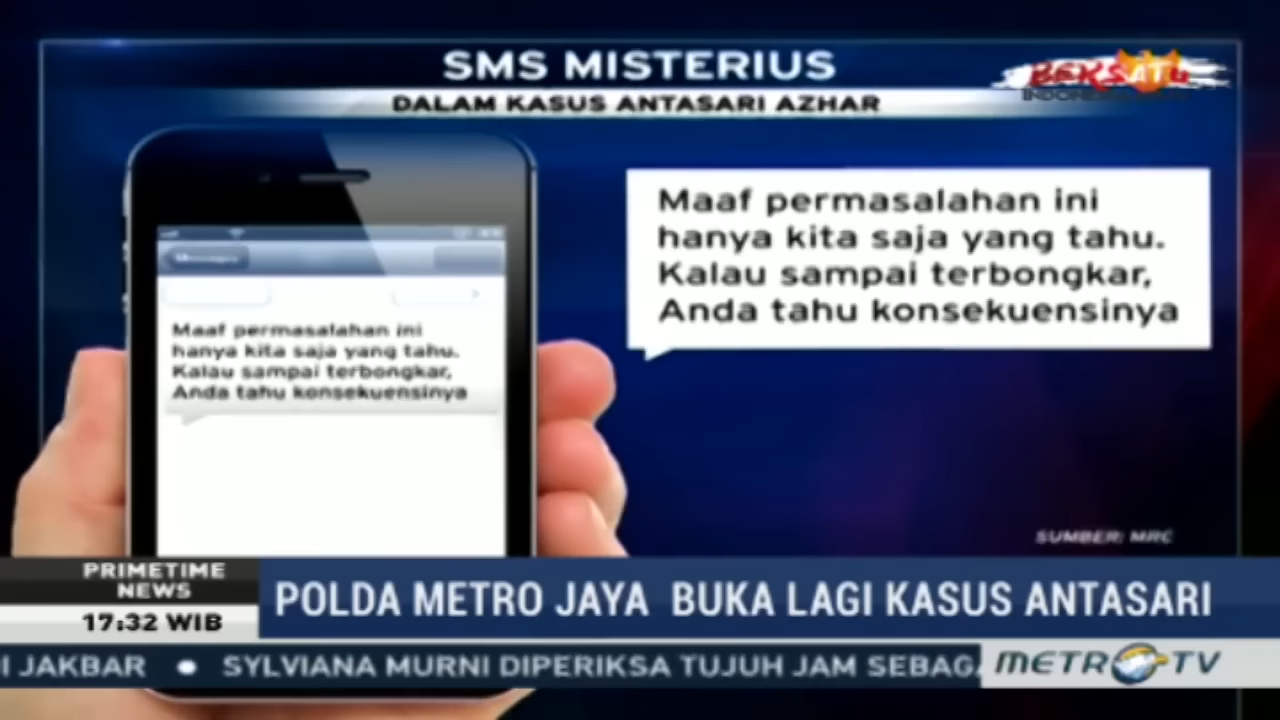 SMS MISTERIUS
DALAM KASUS ANTASARI AZHAR
Maaf permasalahan ini
hanya kita saja yang tahu.
Kalau sampai terbongkar,
Anda tahu konsekuensinya
Messages
Maaf permasalahan ini
hanya kita saja yang tahu.
Kalau sampai terbongkar,
Anda tahu konsekuensinya
SUMBER: MRC
PRIMETIME
NEWS
17:32 WIB
POLDA METRO JAYA BUKA LAGI KASUS ANTASARI
I JAKBAR • SYLVIANA MURNI DIPERIKSA TUJUH JAM SEBAGA
METRO TV